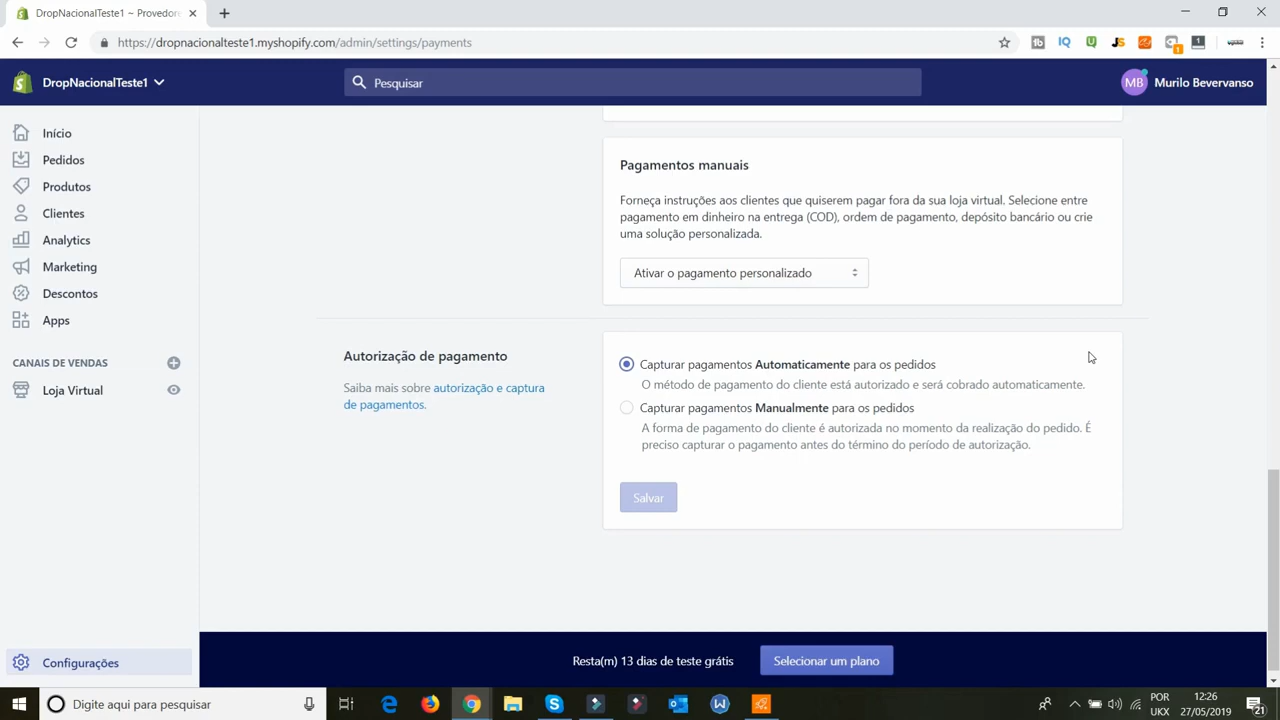 DropNacionalTeste1 ~ Provedores
https://dropnacionalteste1.myshopify.com/admin/settings/payments
DropNacionalTeste1
Pesquisar
MB
Murilo Bevervanso
Início
Pedidos
Produtos
Clientes
Analytics
Marketing
Descontos
Apps
CANAIS DE VENDAS
Loja Virtual
Configurações
Pagamentos manuais
Forneça instruções aos clientes que quiserem pagar fora da sua loja virtual. Selecione entre
pagamento em dinheiro na entrega (COD), ordem de pagamento, depósito bancário ou crie
uma solução personalizada.
Ativar o pagamento personalizado
Autorização de pagamento
Saiba mais sobre autorização e captura
de pagamentos.
Capturar pagamentos Automaticamente para os pedidos
O método de pagamento do cliente está autorizado e será cobrado automaticamente.
Capturar pagamentos Manualmente para os pedidos
A forma de pagamento do cliente é autorizada no momento da realização do pedido. É
preciso capturar o pagamento antes do término do período de autorização.
Salvar
Resta(m) 13 dias de teste grátis
Selecionar um plano
Digite aqui para pesquisar
POR
UKX
12:26
27/05/2019
21